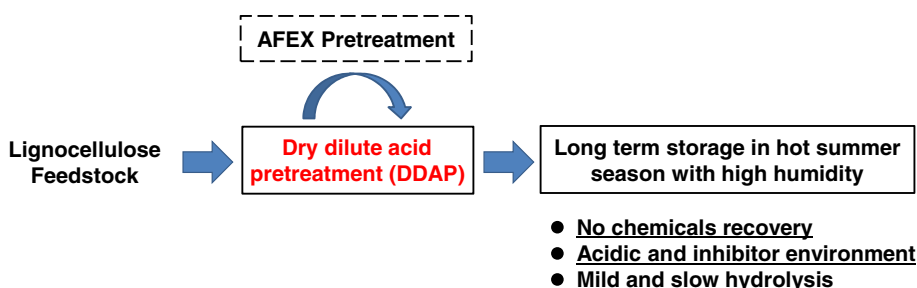 AFEX Pretreatment
Lignocellulose
Feedstock
Dry dilute acid
pretreatment (DDAP)
Long term storage in hot summer
season with high humidity
● No chemicals recovery
● Acidic and inhibitor environment
● Mild and slow hydrolysis